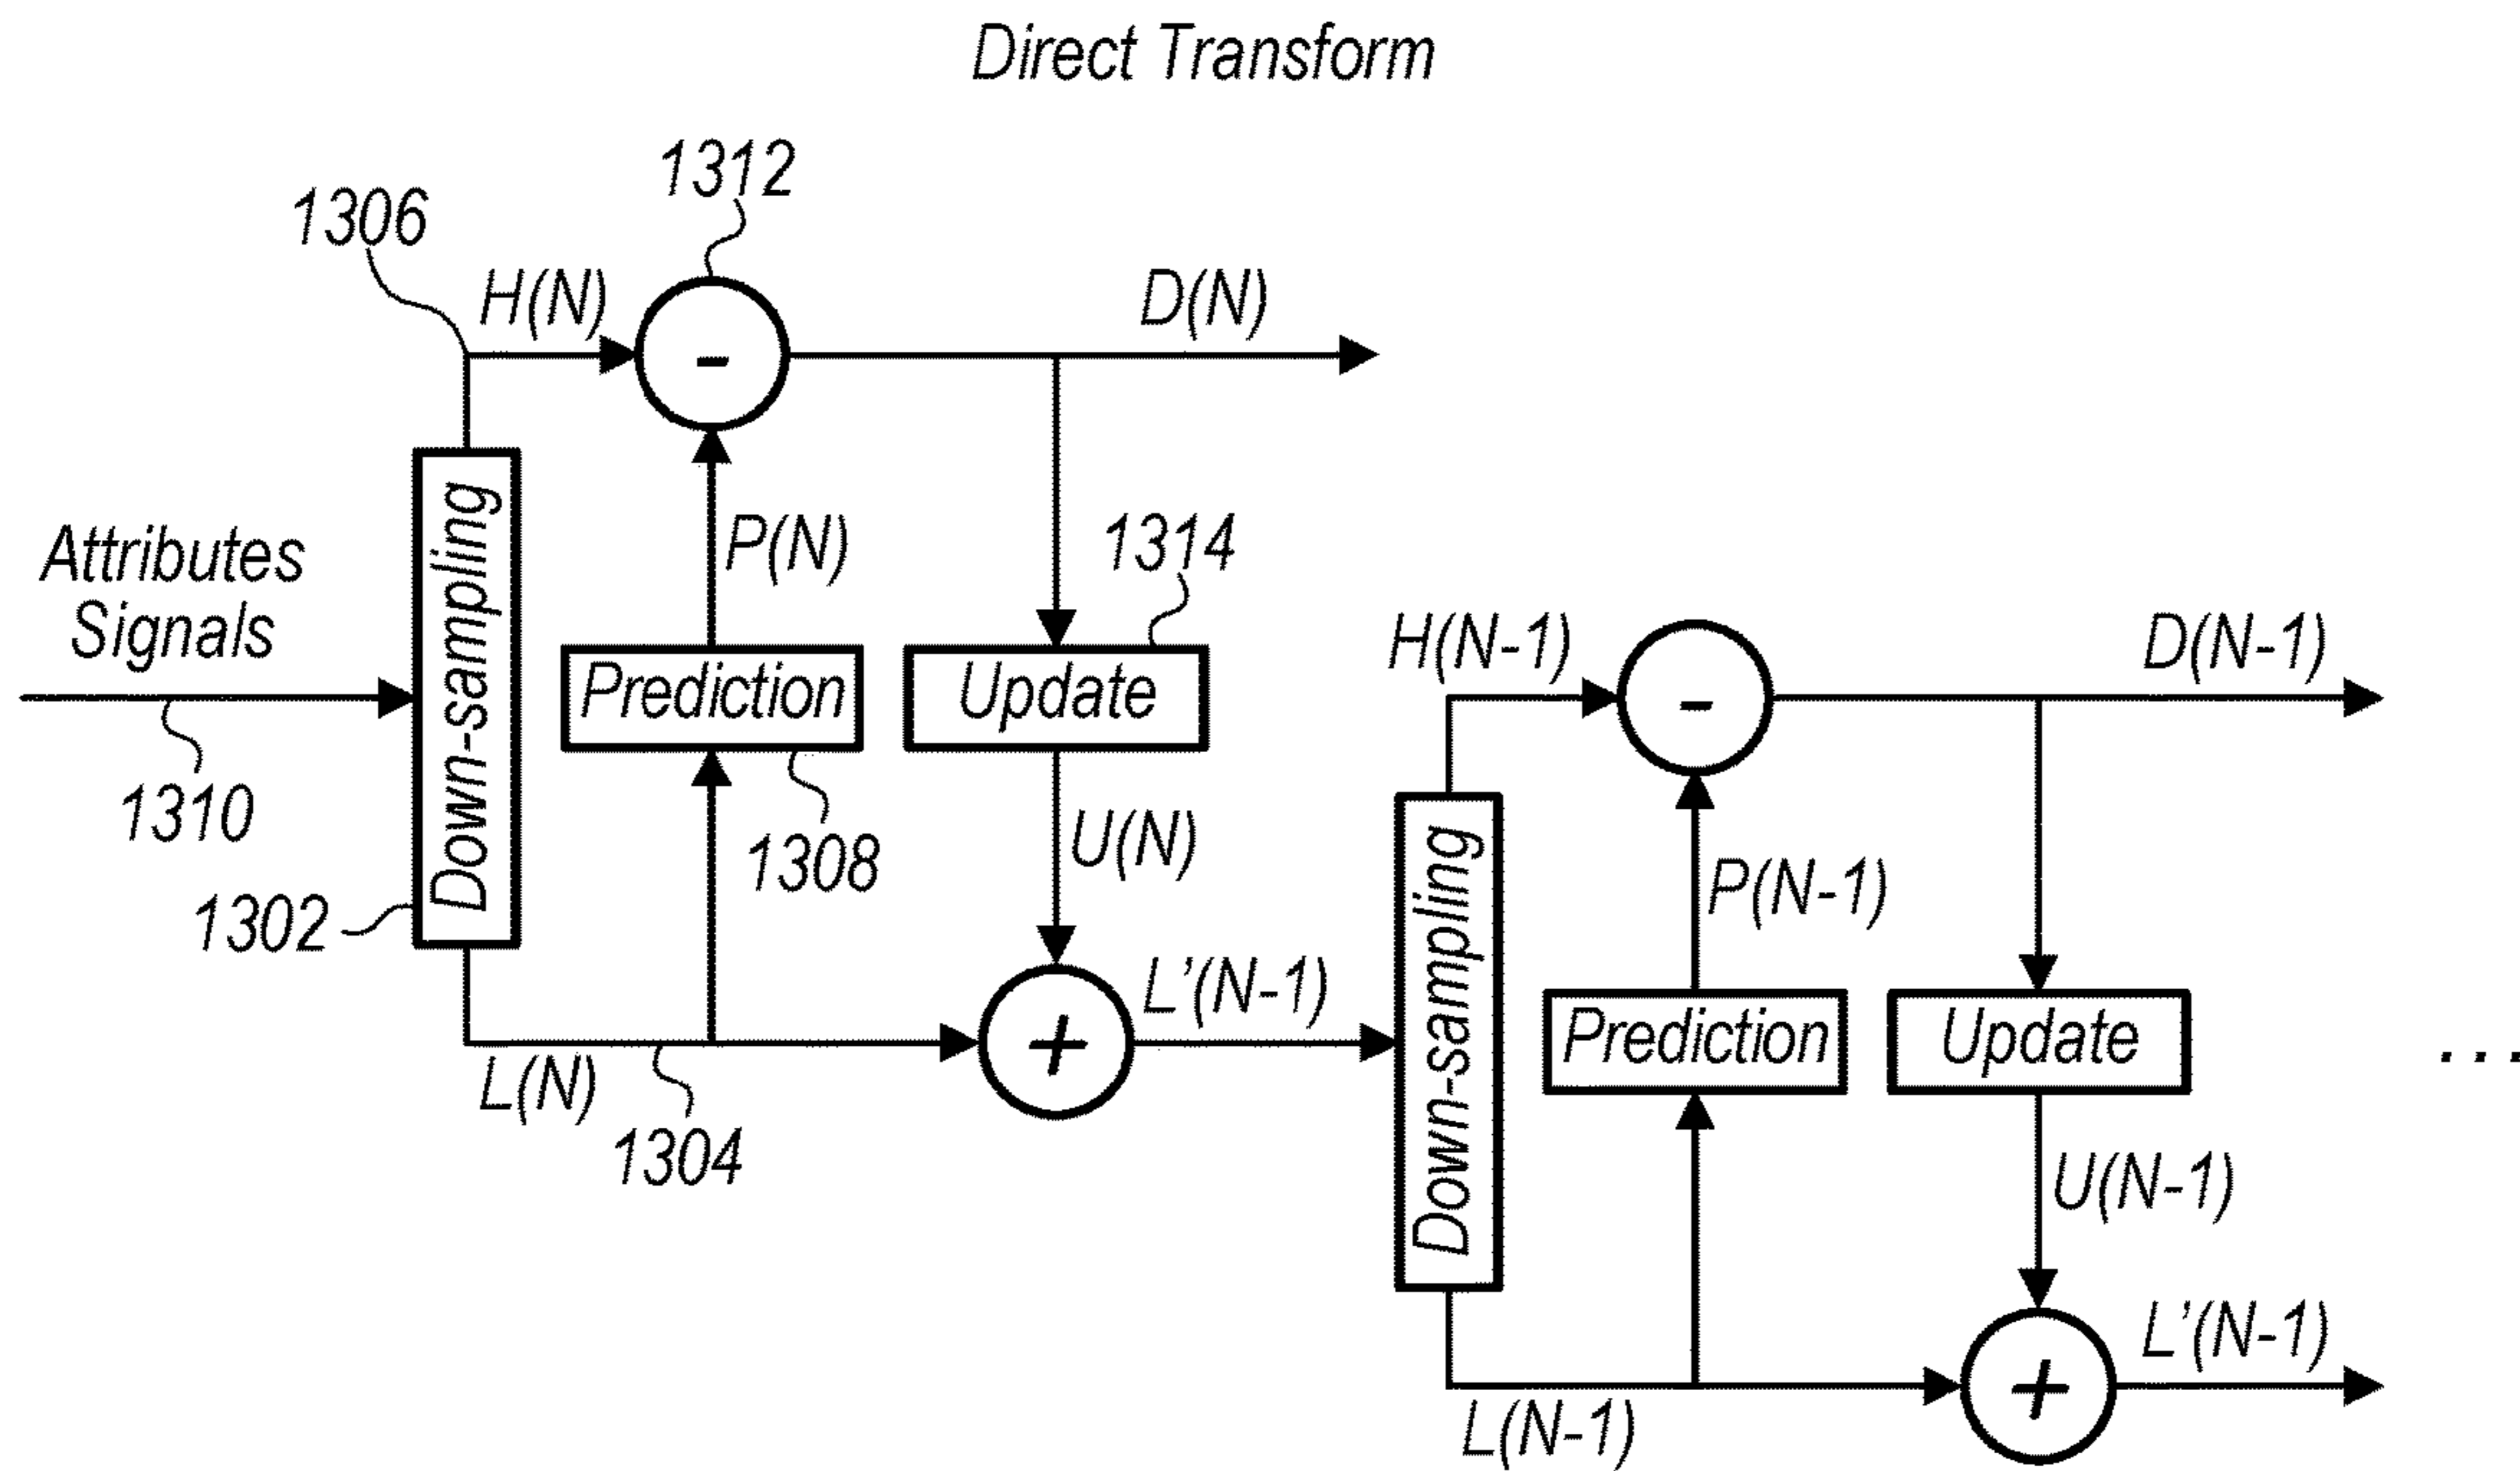 Direct Transform
1312
1306
H(N)
D(N)
-
P(N)
1314
Attributes
Signals
Down-sampling
H(N-1)
D(N-1)
-
Prediction
Update
1310
1308
U(N)
P(N-1)
1302
Down-sampling
L'(N-1)
+
Prediction
Update
...
L(N)
1304
U(N-1)
L'(N-1)
+
L(N-1)